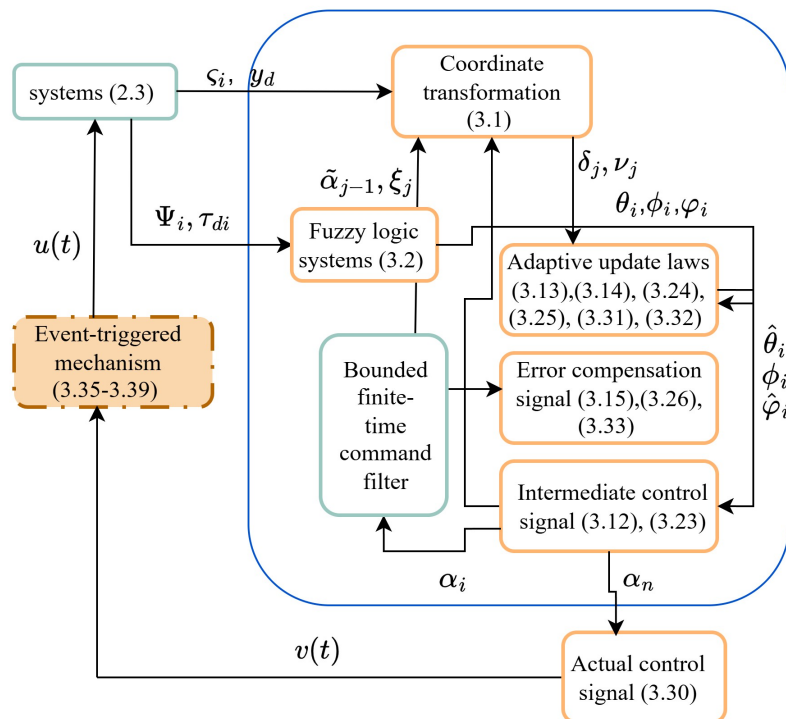 systems (2.3)
ςᵢ, y_d
Coordinate
transformation
(3.1)
α̃ⱼ₋₁, ξⱼ
δⱼ, νⱼ
Ψᵢ, τ_dᵢ
Fuzzy logic
systems (3.2)
θᵢ,ϕᵢ,φᵢ
u(t)
Adaptive update laws
(3.13),(3.14), (3.24),
(3.25), (3.31), (3.32)
Event-triggered
mechanism
(3.35-3.39)
Bounded
finite-
time
command
filter
Error compensation
signal (3.15),(3.26),
(3.33)
θ̂ᵢ
ϕᵢ
φ̂ᵢ
Intermediate control
signal (3.12), (3.23)
αᵢ
αₙ
v(t)
Actual control
signal (3.30)